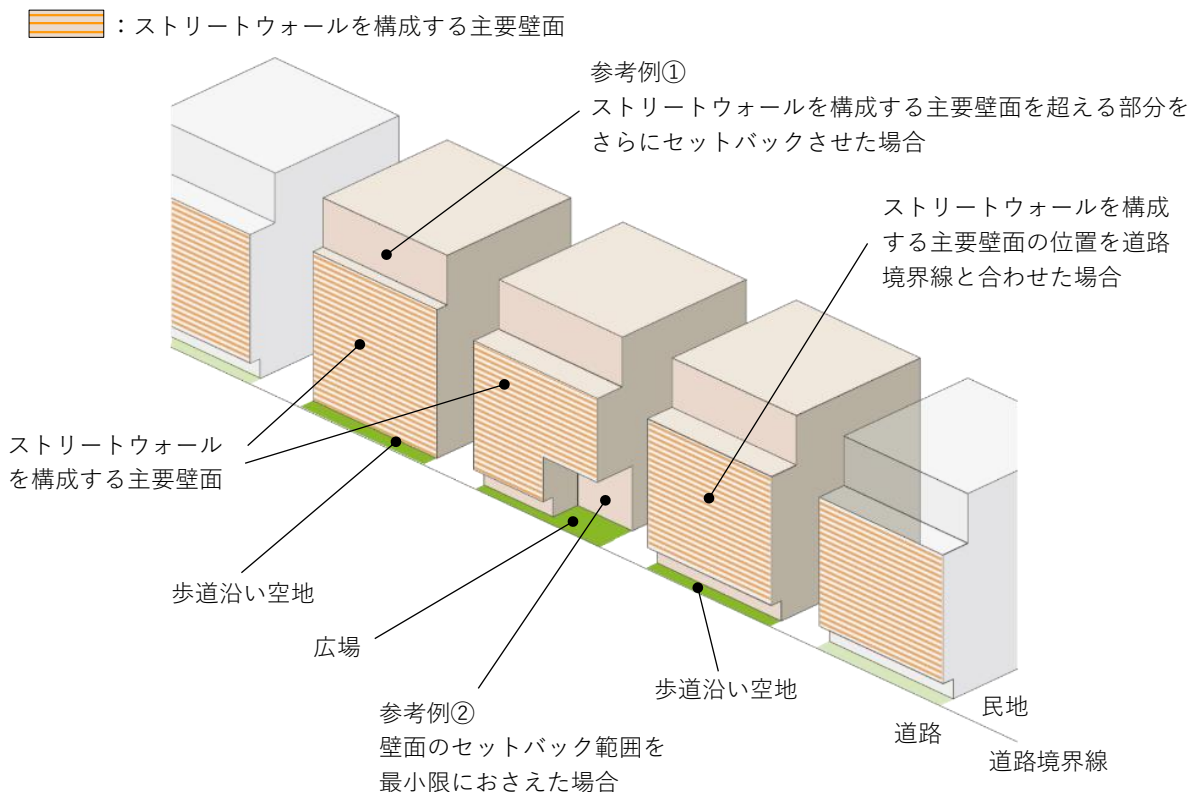 ：ストリートウォールを構成する主要壁面
参考例①
ストリートウォールを構成する主要壁面を超える部分を
さらにセットバックさせた場合
ストリートウォールを構成
する主要壁面の位置を道路
境界線と合わせた場合
ストリートウォール
を構成する主要壁面
歩道沿い空地
広場
参考例②
壁面のセットバック範囲を
最小限におさえた場合
歩道沿い空地
民地
道路
道路境界線